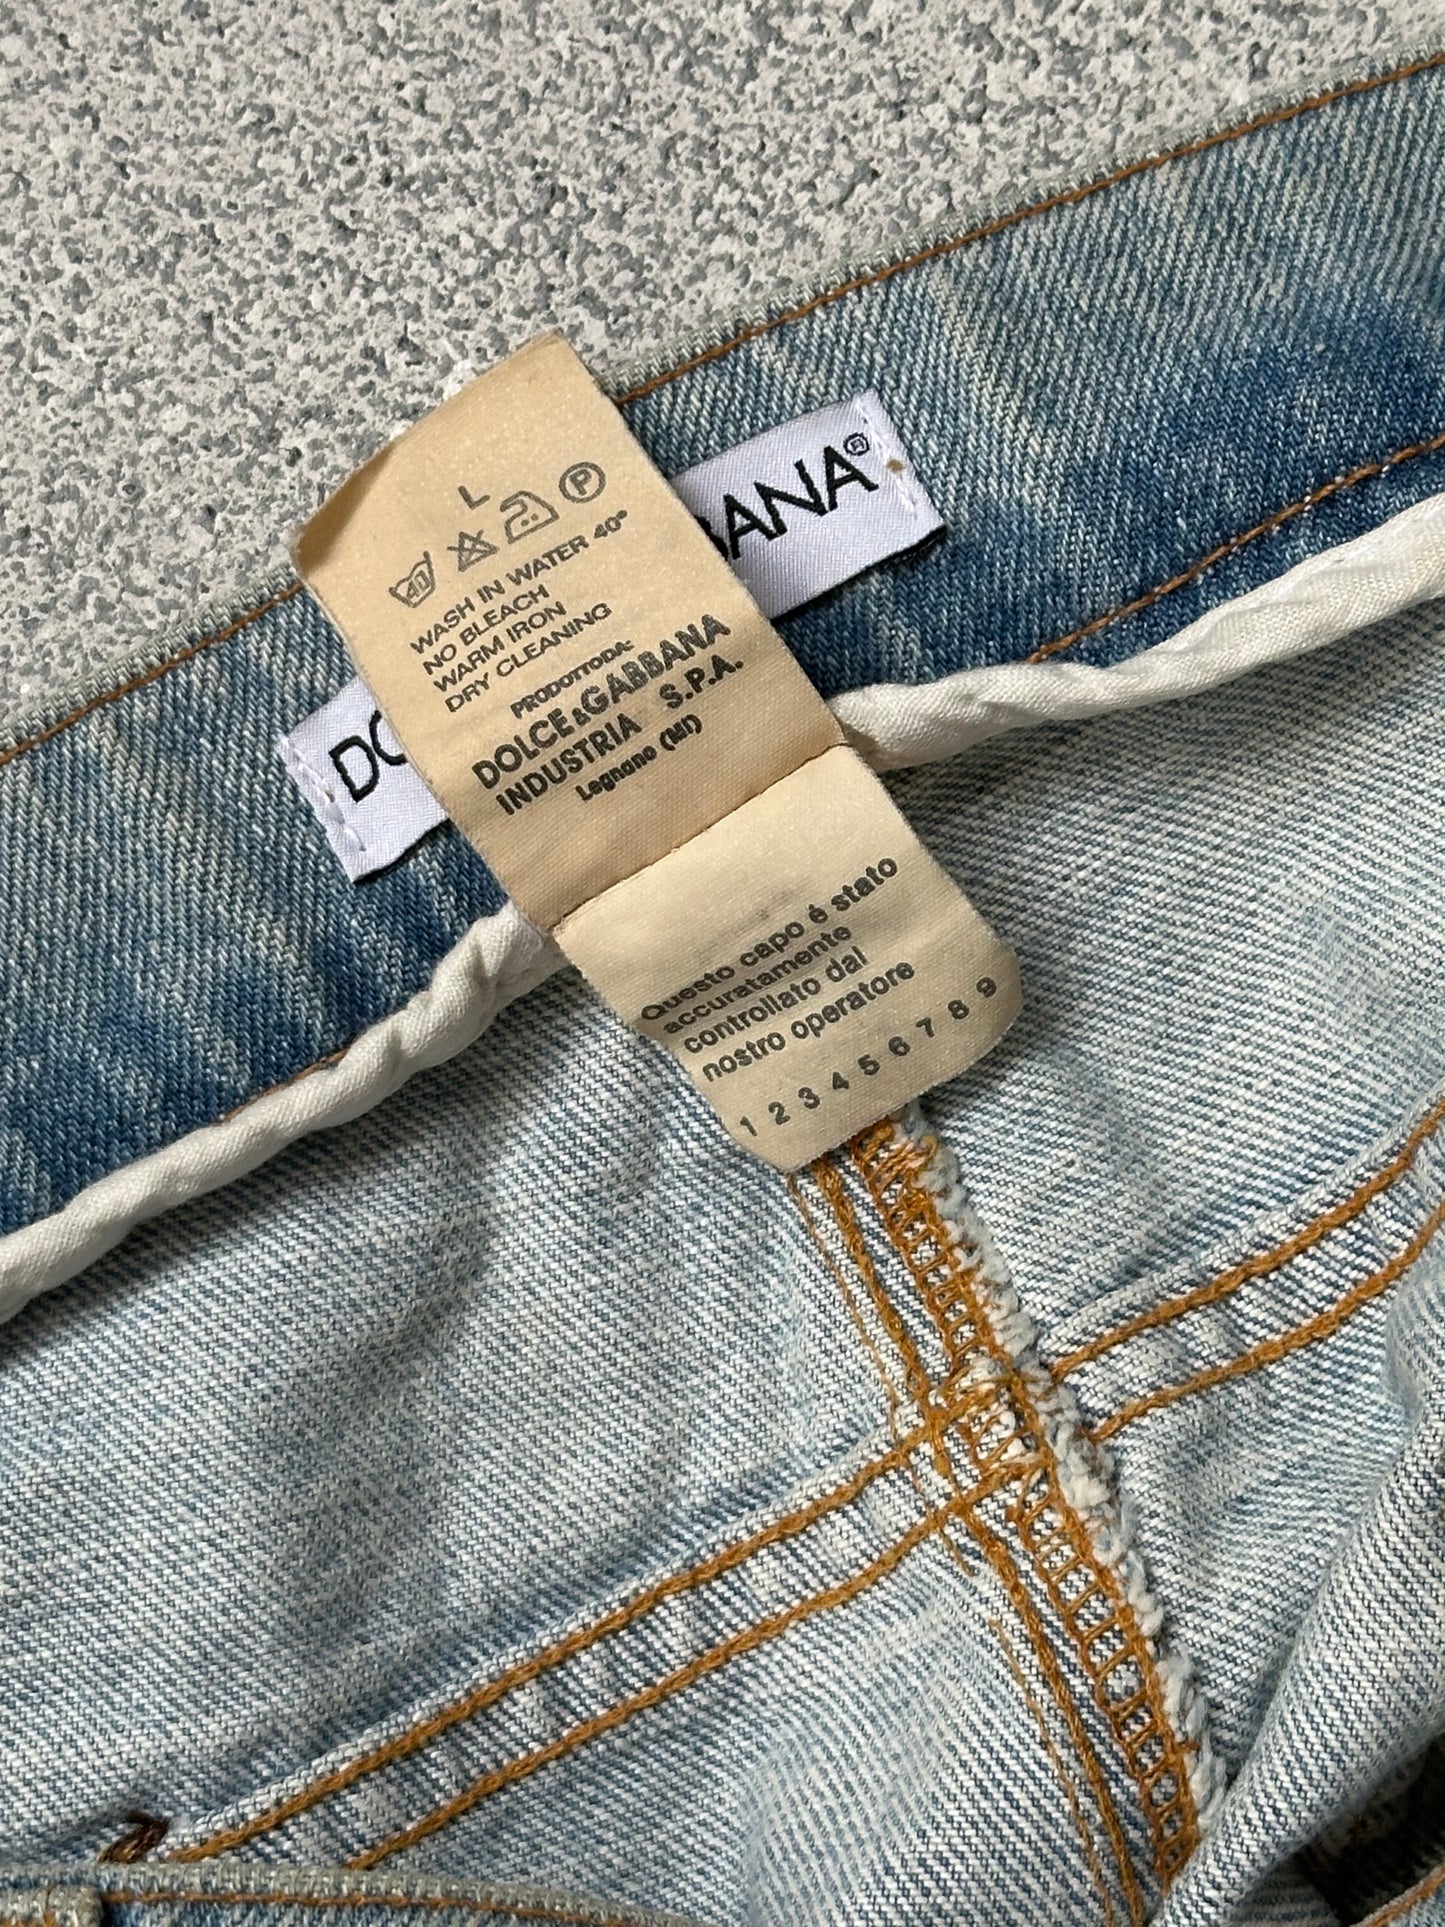 L
40 P
WASH IN WATER 40°
NO BLEACH
WARM IRON
DRY CLEANING
PRODOTTO DA:
DOLCE&GABBANA
INDUSTRIA S.P.A.
Legnano (MI)
Questo capo é stato
accuratamente
controllato dal
nostro operatore
1 2 3 4 5 6 7 8 9
DO
BANA®